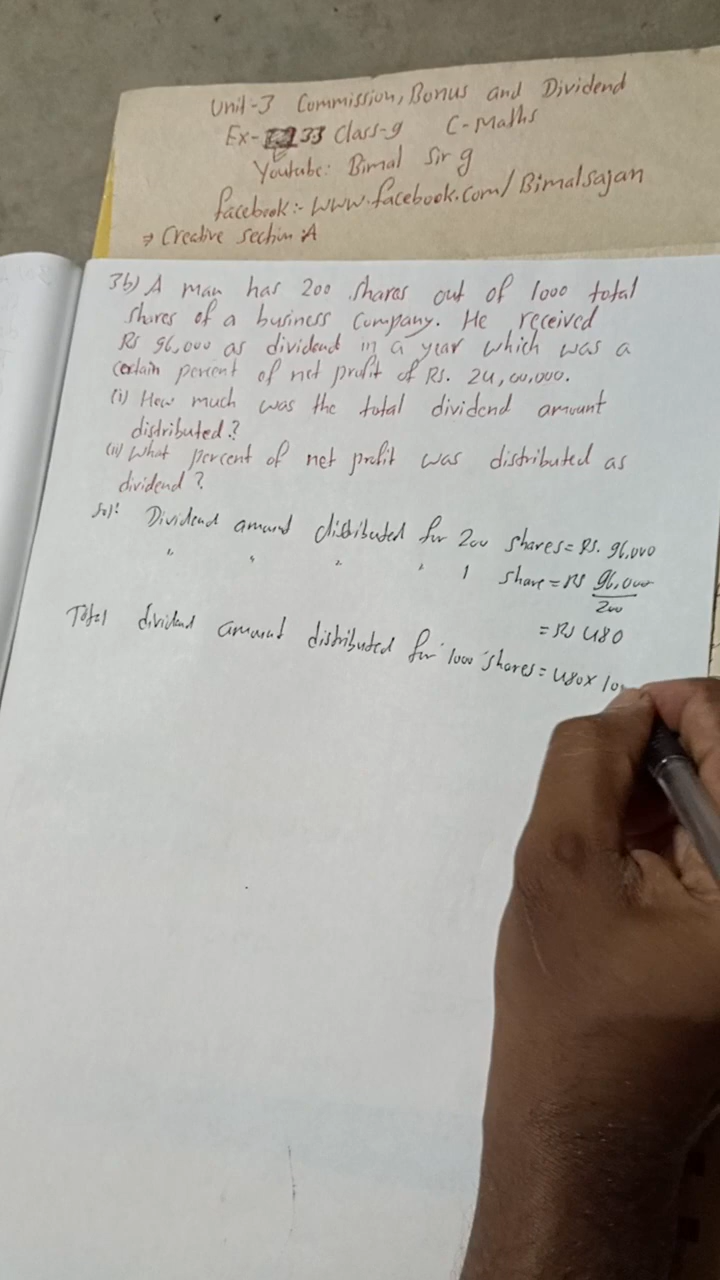 Unit-3 Commission, Bonus and Dividend
Ex- 33 Class-9 C-Maths
Youtube: Bimal Sir g
facebook:- www.facebook.com/Bimalsajan
⇒ Creative Section: A
3b) A man has 200 shares out of 1000 total
shares of a business company. He received
Rs 96,000 as dividend in a year which was a
certain percent of net profit of Rs. 24,00,000.
(i) How much was the total dividend amount
distributed?
(ii) What percent of net profit was distributed as
dividend?
Sol: Dividend amount distributed for 200 shares = Rs. 96,000
" " " " 1 share = Rs 96,000
200
= Rs 480
Total dividend amount distributed for 1000 shares = 480 × 10